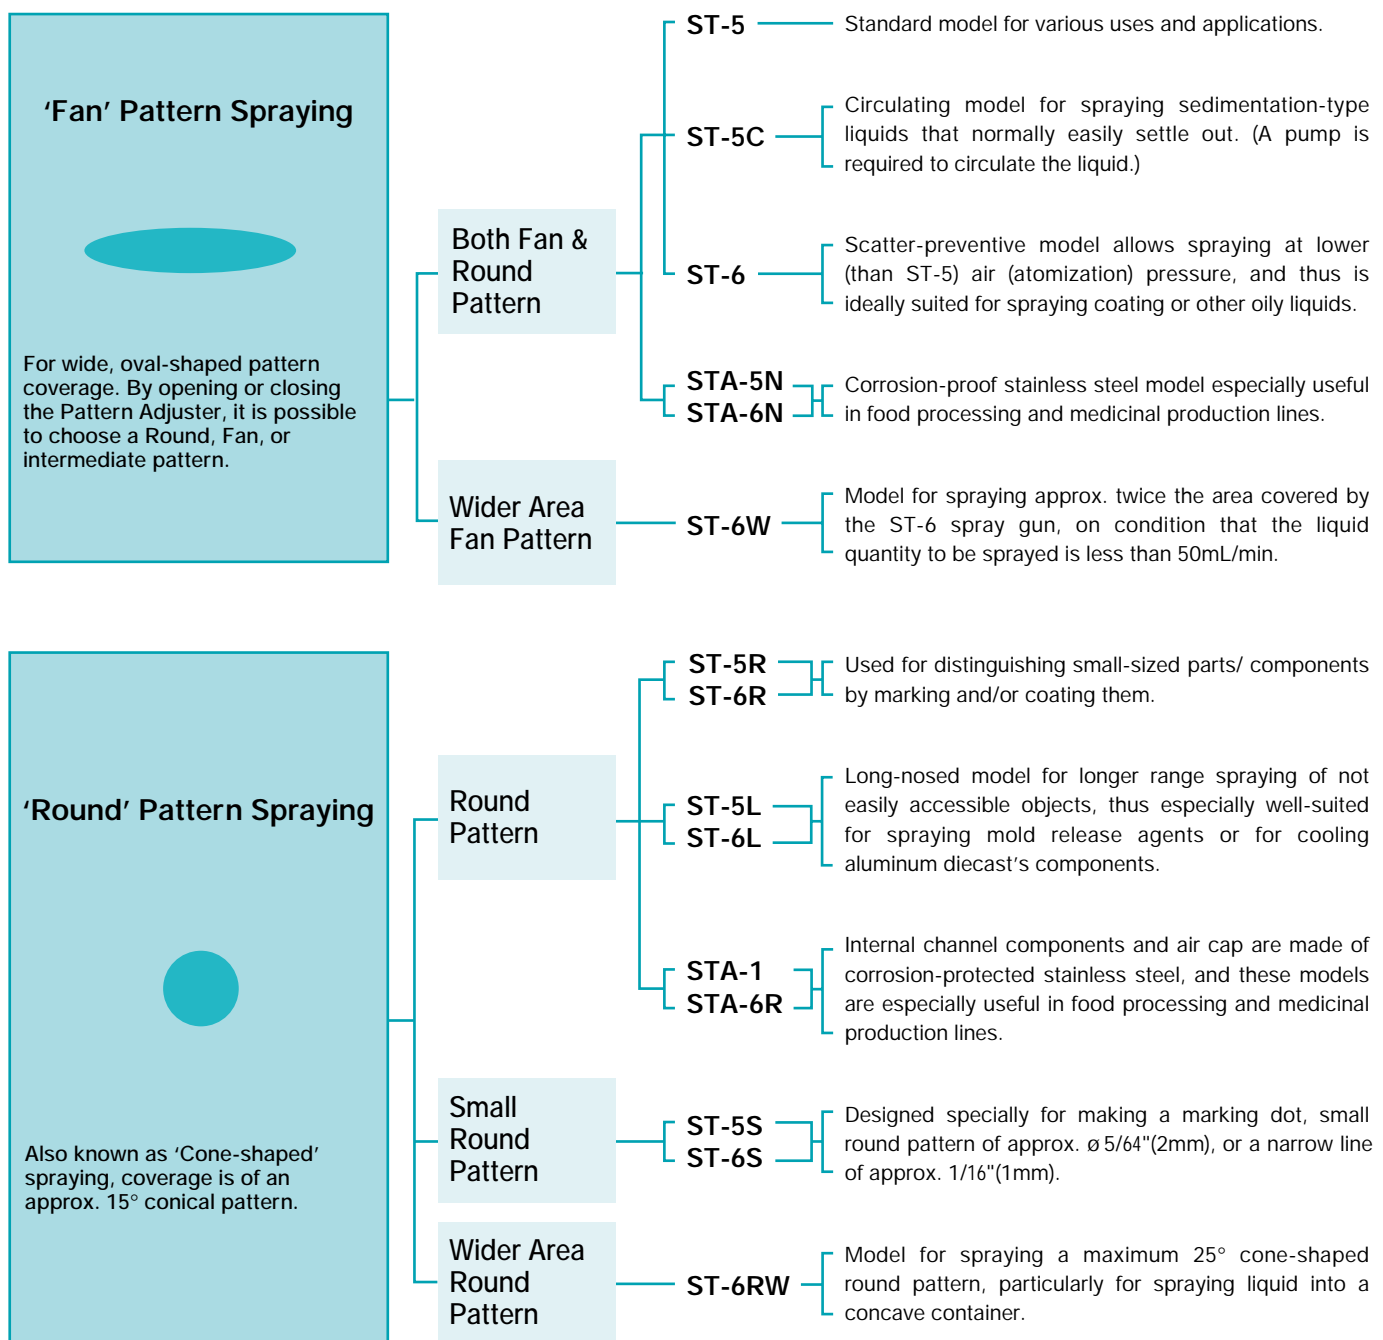 ‘Fan’ Pattern Spraying
For wide, oval-shaped pattern
coverage. By opening or closing
the Pattern Adjuster, it is possible
to choose a Round, Fan, or
intermediate pattern.
Both Fan &
Round
Pattern
ST-5
Standard model for various uses and applications.
ST-5C
Circulating model for spraying sedimentation-type
liquids that normally easily settle out. (A pump is
required to circulate the liquid.)
ST-6
Scatter-preventive model allows spraying at lower
(than ST-5) air (atomization) pressure, and thus is
ideally suited for spraying coating or other oily liquids.
STA-5N
STA-6N
Corrosion-proof stainless steel model especially useful
in food processing and medicinal production lines.
Wider Area
Fan Pattern
ST-6W
Model for spraying approx. twice the area covered by
the ST-6 spray gun, on condition that the liquid
quantity to be sprayed is less than 50mL/min.
‘Round’ Pattern Spraying
Also known as ‘Cone-shaped’
spraying, coverage is of an
approx. 15° conical pattern.
Round
Pattern
ST-5R
ST-6R
Used for distinguishing small-sized parts/ components
by marking and/or coating them.
ST-5L
ST-6L
Long-nosed model for longer range spraying of not
easily accessible objects, thus especially well-suited
for spraying mold release agents or for cooling
aluminum diecast’s components.
STA-1
STA-6R
Internal channel components and air cap are made of
corrosion-protected stainless steel, and these models
are especially useful in food processing and medicinal
production lines.
Small
Round
Pattern
ST-5S
ST-6S
Designed specially for making a marking dot, small
round pattern of approx. ø 5/64"(2mm), or a narrow line
of approx. 1/16"(1mm).
Wider Area
Round
Pattern
ST-6RW
Model for spraying a maximum 25° cone-shaped
round pattern, particularly for spraying liquid into a
concave container.